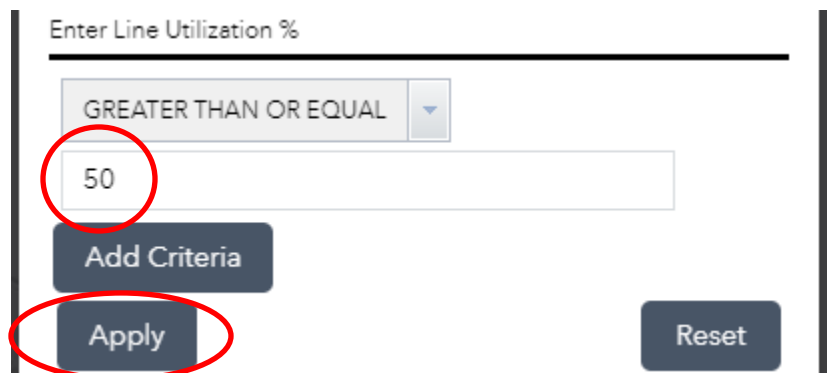 Enter Line Utilization %
GREATER THAN OR EQUAL
50
Add Criteria
Apply
Reset